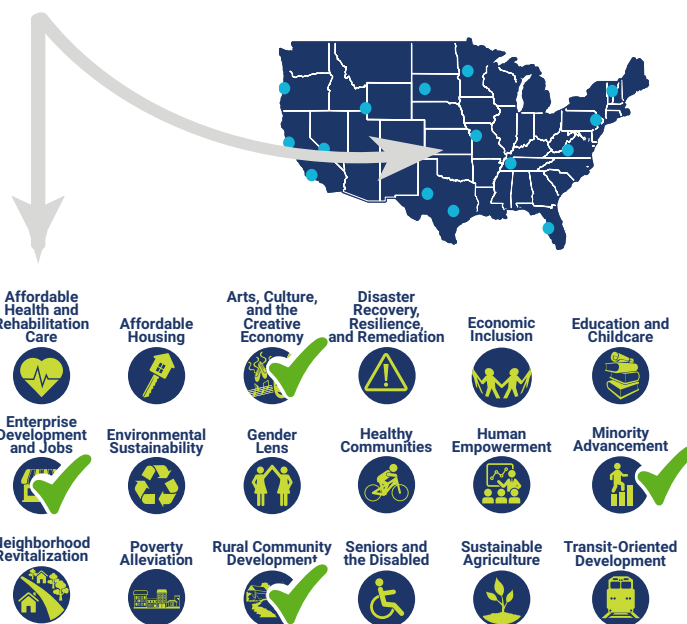 Affordable
Health and
Rehabilitation
Care
Affordable
Housing
Arts, Culture,
and the
Creative
Economy
Disaster
Recovery,
Resilience,
and Remediation
Economic
Inclusion
Education and
Childcare
Enterprise
Development
and Jobs
Environmental
Sustainability
Gender
Lens
Healthy
Communities
Human
Empowerment
Minority
Advancement
Neighborhood
Revitalization
Poverty
Alleviation
Rural Community
Development
Seniors and
the Disabled
Sustainable
Agriculture
Transit-Oriented
Development